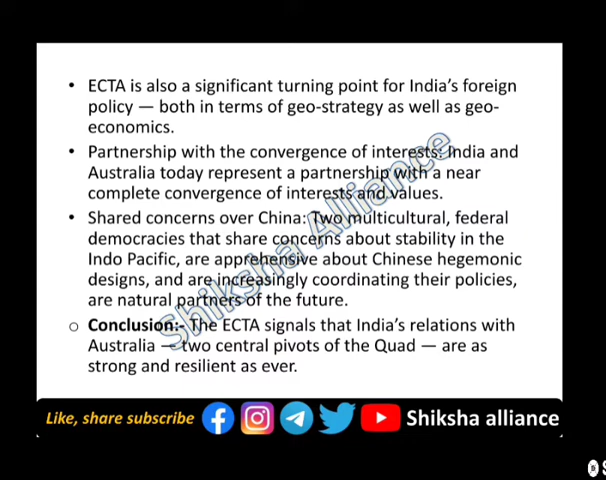 • ECTA is also a significant turning point for India's foreign
policy — both in terms of geo-strategy as well as geo-
economics.
• Partnership with the convergence of interests: India and
Australia today represent a partnership with a near
complete convergence of interests and values.
• Shared concerns over China: Two multicultural, federal
democracies that share concerns about stability in the
Indo Pacific, are apprehensive about Chinese hegemonic
designs, and are increasingly coordinating their policies,
are natural partners of the future.
o Conclusion:- The ECTA signals that India's relations with
Australia — two central pivots of the Quad — are as
strong and resilient as ever.
Shiksha Alliance
Like, share subscribe
Shiksha alliance